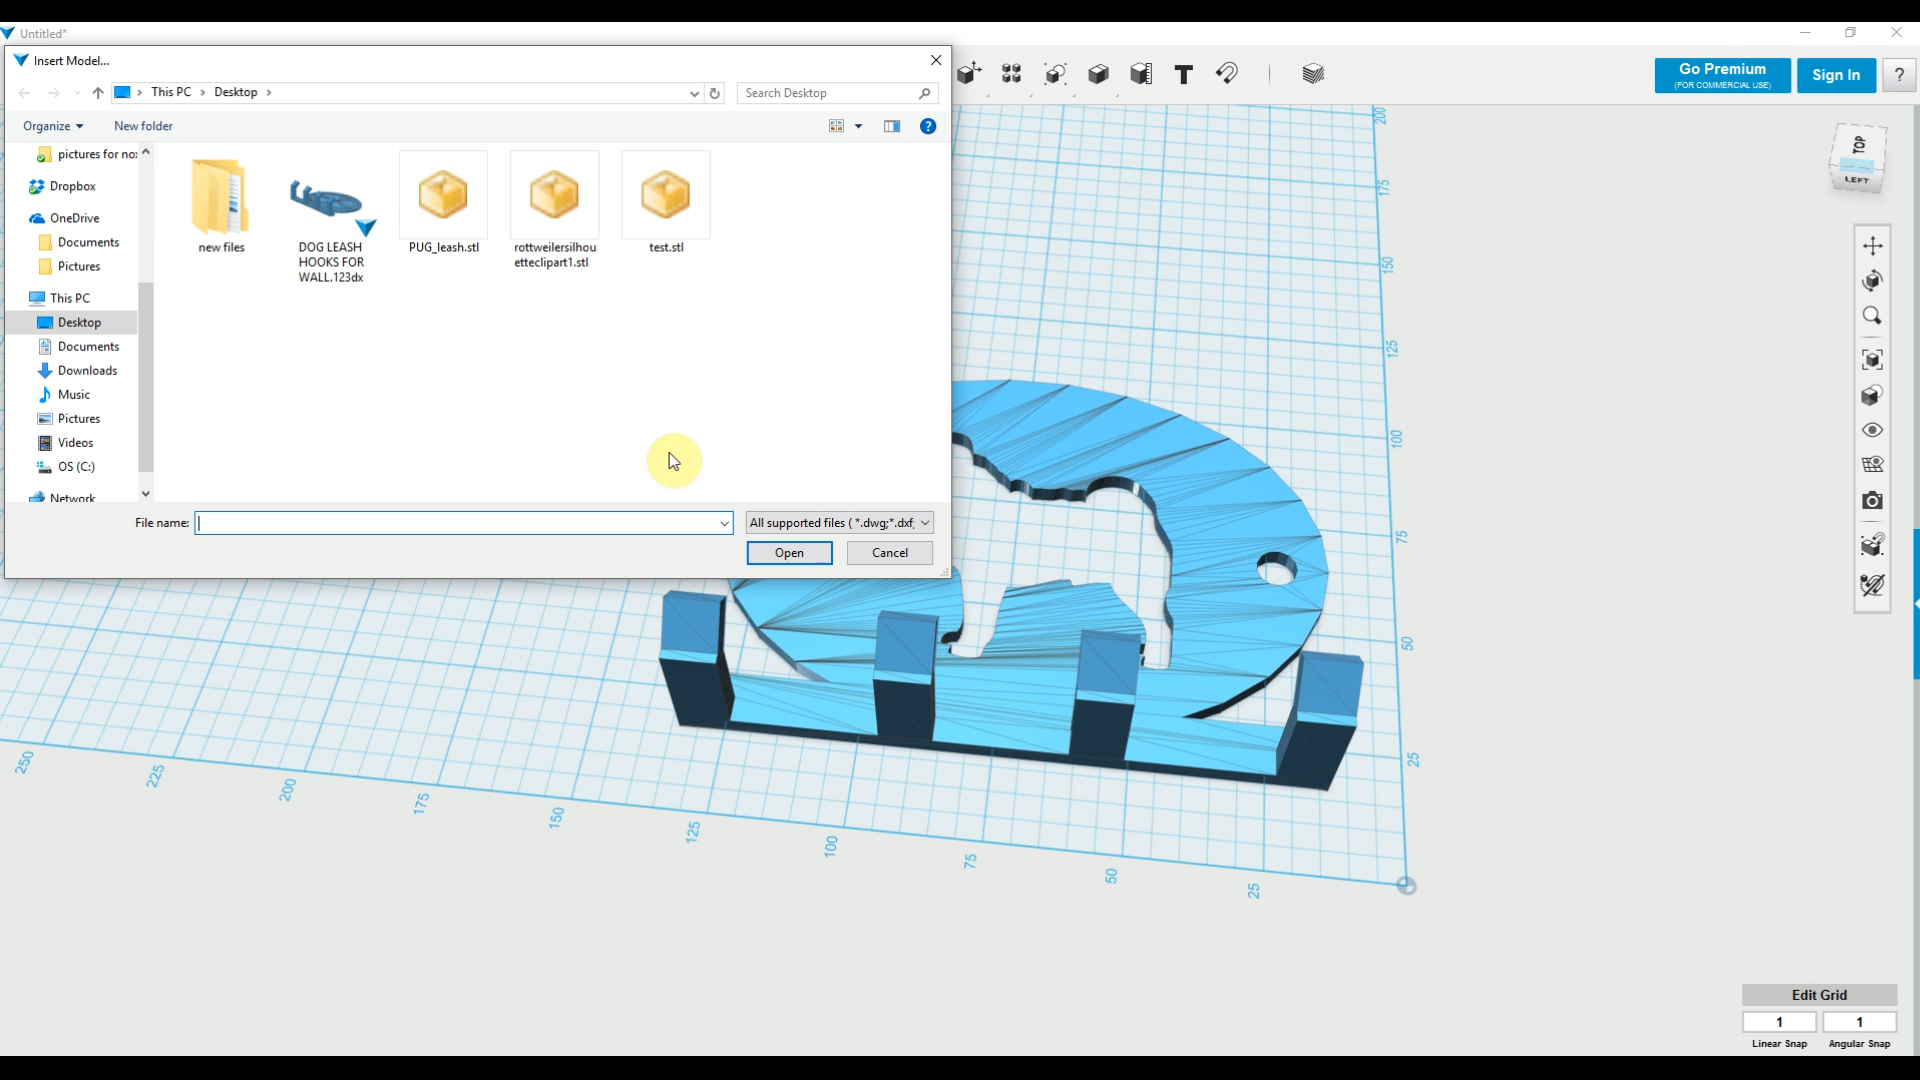 Untitled*
Insert Model...
This PC
Desktop
Search Desktop
Go Premium
(FOR COMMERCIAL USE)
Sign In
?
Organize
New folder
?
pictures for no
Dropbox
OneDrive
Documents
Pictures
This PC
Desktop
Documents
Downloads
Music
Pictures
Videos
OS (C:)
Network
new files
DOG LEASH
HOOKS FOR
WALL.123dx
PUG_leash.stl
rottweilersilhou
etteclipart1.stl
test.stl
File name:
All supported files ( *.dwg;*.dxf;
Open
Cancel
TOP
LEFT
200
175
150
125
100
75
50
25
250
225
200
175
150
125
100
75
50
25
Edit Grid
1
1
Linear Snap
Angular Snap